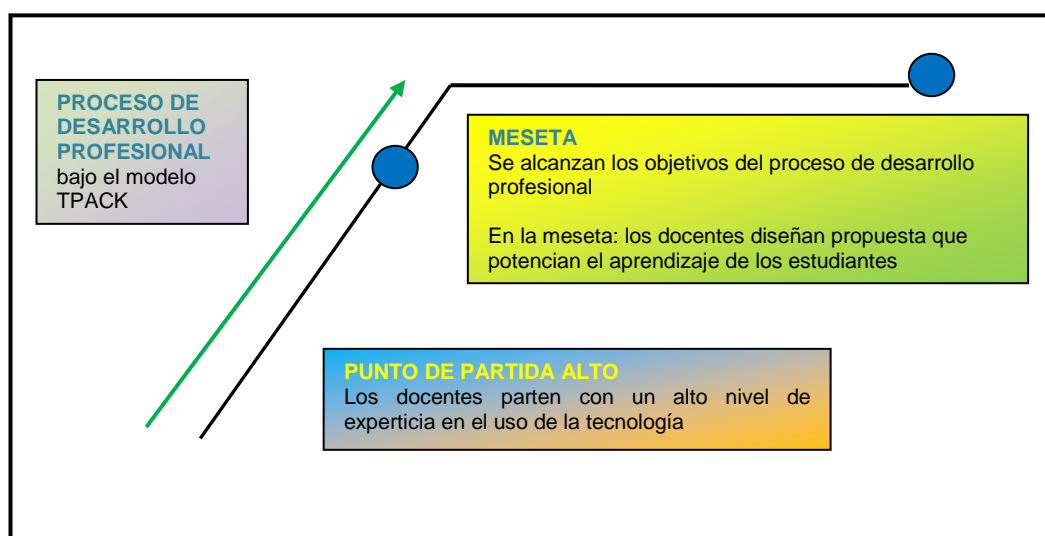 PROCESO DE
DESARROLLO
PROFESIONAL
bajo el modelo
TPACK
MESETA
Se alcanzan los objetivos del proceso de desarrollo
profesional
En la meseta: los docentes diseñan propuesta que
potencian el aprendizaje de los estudiantes
PUNTO DE PARTIDA ALTO
Los docentes parten con un alto nivel de
experticia en el uso de la tecnología